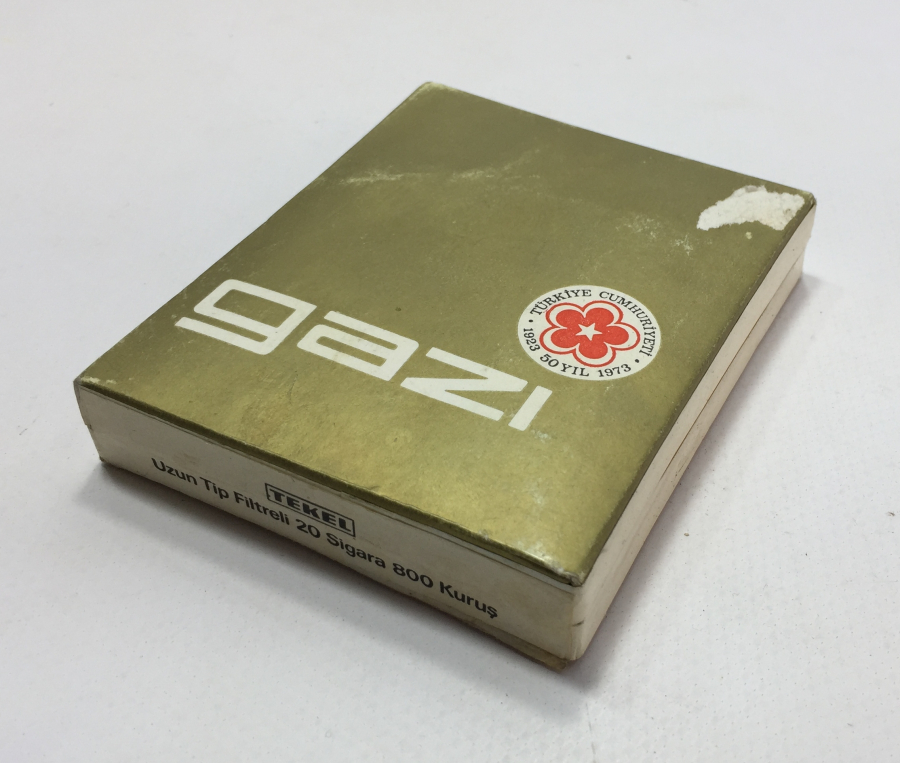 gazi
TÜRKİYE CUMHURİYETİ
1923 50 YIL 1973
TEKEL
Uzun Tip Filtreli 20 Sigara 800 Kuruş